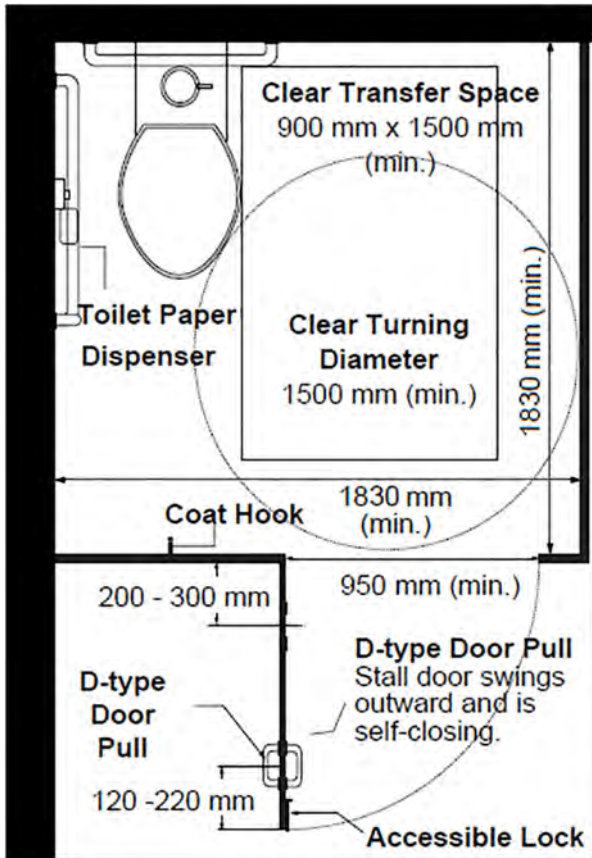 Clear Transfer Space
900 mm x 1500 mm
(min.)
Toilet Paper
Dispenser
Clear Turning
Diameter
1500 mm (min.)
1830 mm (min.)
1830 mm
(min.)
Coat Hook
200 - 300 mm
950 mm (min.)
D-type Door Pull
Stall door swings
outward and is
self-closing.
D-type
Door
Pull
120 -220 mm
Accessible Lock